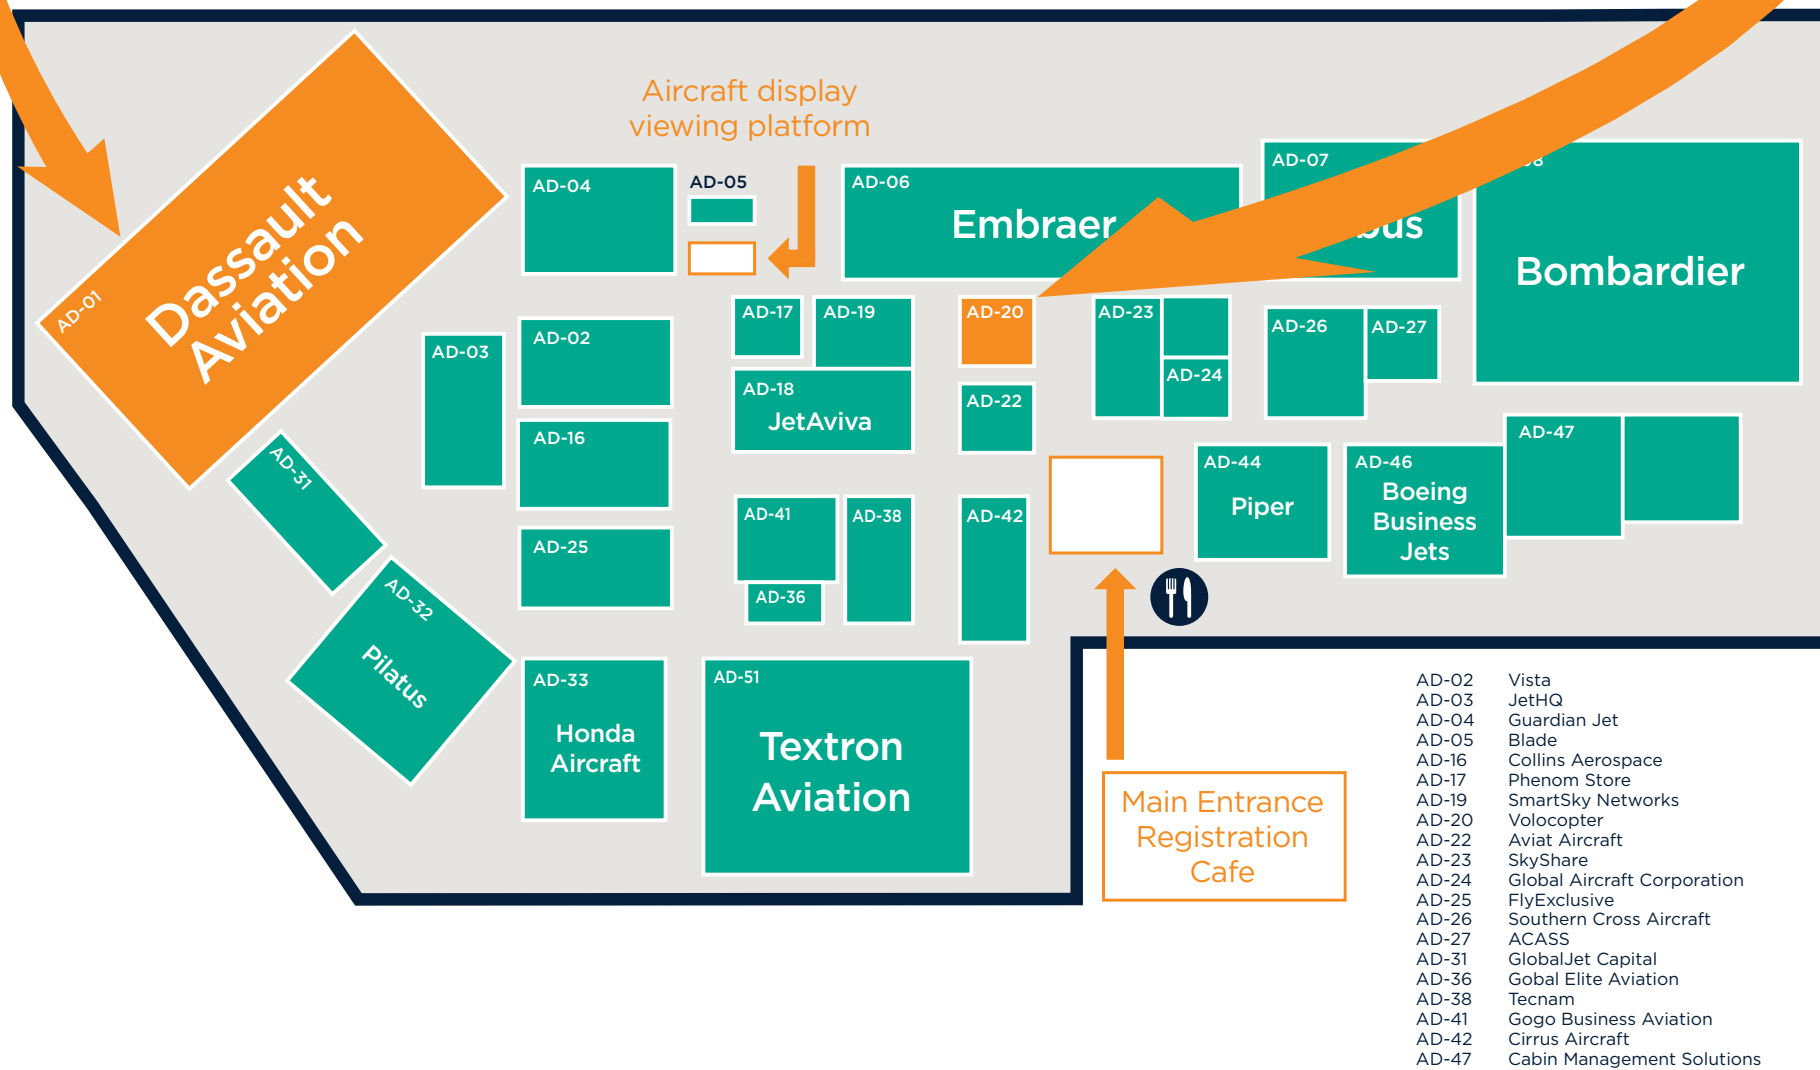 Aircraft display
viewing platform
AD-01
Dassault
Aviation
AD-04
AD-05
AD-06
Embraer
AD-07
Bombardier
AD-17
AD-19
AD-20
AD-23
AD-26
AD-27
AD-03
AD-02
AD-18
JetAviva
AD-22
AD-24
AD-16
AD-31
AD-47
AD-44
Piper
AD-46
Boeing
Business
Jets
AD-41
AD-38
AD-42
AD-25
AD-36
AD-32
Pilatus
AD-33
Honda
Aircraft
AD-51
Textron
Aviation
Main Entrance
Registration
Cafe
AD-02 Vista
AD-03 JetHQ
AD-04 Guardian Jet
AD-05 Blade
AD-16 Collins Aerospace
AD-17 Phenom Store
AD-19 SmartSky Networks
AD-20 Volocopter
AD-22 Aviat Aircraft
AD-23 SkyShare
AD-24 Global Aircraft Corporation
AD-25 FlyExclusive
AD-26 Southern Cross Aircraft
AD-27 ACASS
AD-31 GlobalJet Capital
AD-36 Gobal Elite Aviation
AD-38 Tecnam
AD-41 Gogo Business Aviation
AD-42 Cirrus Aircraft
AD-47 Cabin Management Solutions